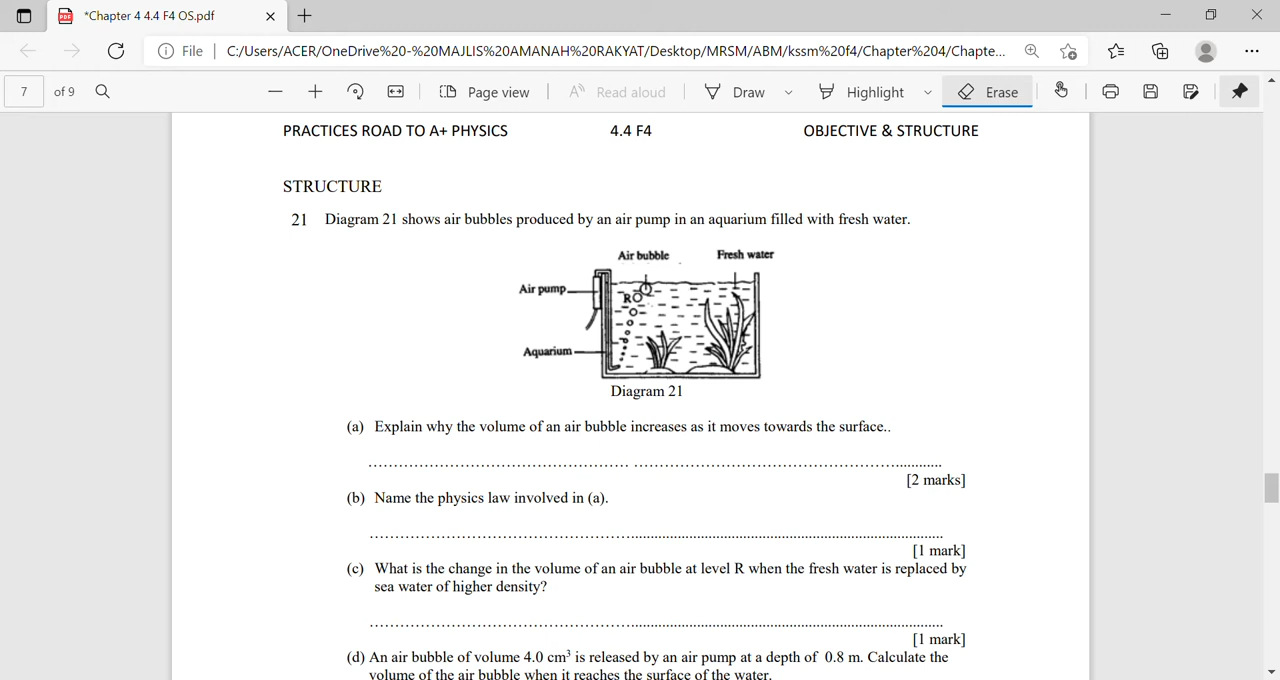 *Chapter 4 4.4 F4 OS.pdf
File
C:/Users/ACER/OneDrive%20-%20MAJLIS%20AMANAH%20RAKYAT/Desktop/MRSM/ABM/kssm%20f4/Chapter%204/Chapte...
7 of 9
Page view
Read aloud
Draw
Highlight
Erase
PRACTICES ROAD TO A+ PHYSICS 4.4 F4 OBJECTIVE & STRUCTURE
STRUCTURE
21 Diagram 21 shows air bubbles produced by an air pump in an aquarium filled with fresh water.
Air bubble Fresh water
Air pump
R
Aquarium
Diagram 21
(a) Explain why the volume of an air bubble increases as it moves towards the surface..
[2 marks]
(b) Name the physics law involved in (a).
[1 mark]
(c) What is the change in the volume of an air bubble at level R when the fresh water is replaced by
sea water of higher density?
[1 mark]
(d) An air bubble of volume 4.0 cm³ is released by an air pump at a depth of 0.8 m. Calculate the
volume of the air bubble when it reaches the surface of the water.